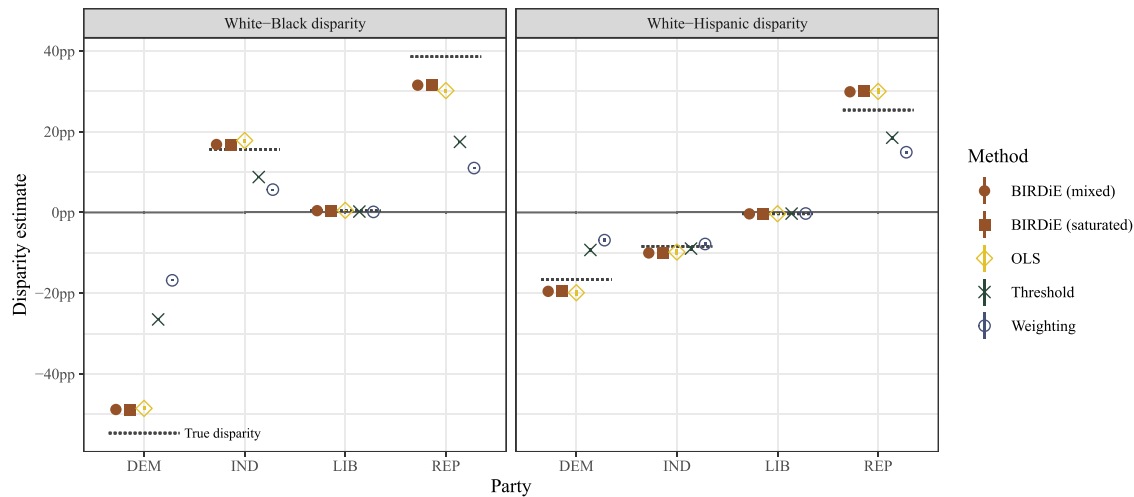 White−Black disparity
White−Hispanic disparity
40pp
20pp
0pp
−20pp
−40pp
Disparity estimate
True disparity
DEM IND LIB REP
DEM IND LIB REP
Party
Method
BIRDiE (mixed)
BIRDiE (saturated)
OLS
Threshold
Weighting